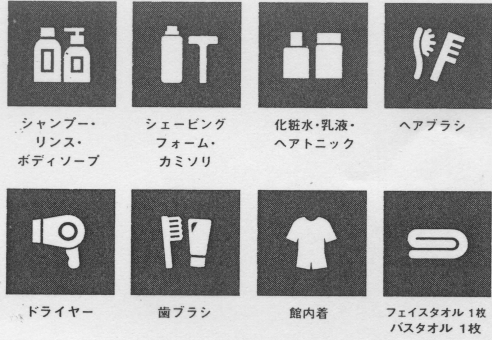 シャンプー・
リンス・
ボディソープ
シェービング
フォーム・
カミソリ
化粧水・乳液・
ヘアトニック
ヘアブラシ
ドライヤー
歯ブラシ
館内着
フェイスタオル 1枚
バスタオル 1枚